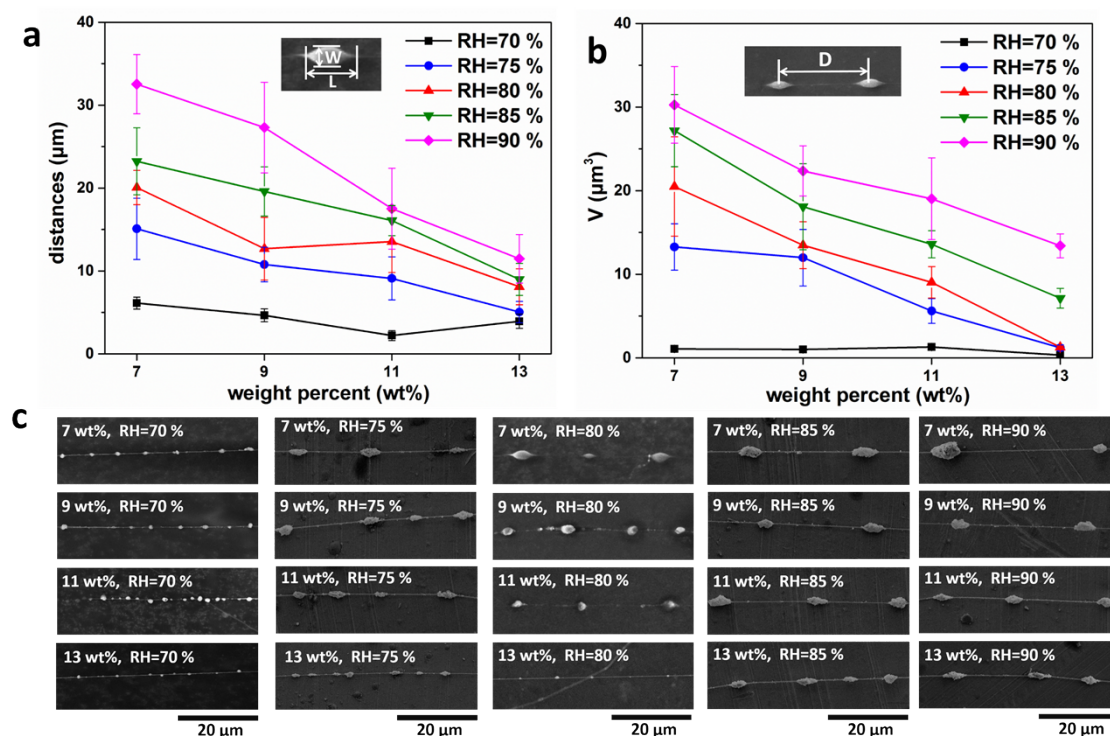 a
40
30
20
10
0
distances (μm)
7
9
11
13
weight percent (wt%)
W
L
RH=70 %
RH=75 %
RH=80 %
RH=85 %
RH=90 %
b
40
30
20
10
0
V (μm³)
7
9
11
13
weight percent (wt%)
D
RH=70 %
RH=75 %
RH=80 %
RH=85 %
RH=90 %
c
7 wt%, RH=70 %
7 wt%, RH=75 %
7 wt%, RH=80 %
7 wt%, RH=85 %
7 wt%, RH=90 %
9 wt%, RH=70 %
9 wt%, RH=75 %
9 wt%, RH=80 %
9 wt%, RH=85 %
9 wt%, RH=90 %
11 wt%, RH=70 %
11 wt%, RH=75 %
11 wt%, RH=80 %
11 wt%, RH=85 %
11 wt%, RH=90 %
13 wt%, RH=70 %
13 wt%, RH=75 %
13 wt%, RH=80 %
13 wt%, RH=85 %
13 wt%, RH=90 %
20 μm
20 μm
20 μm
20 μm
20 μm